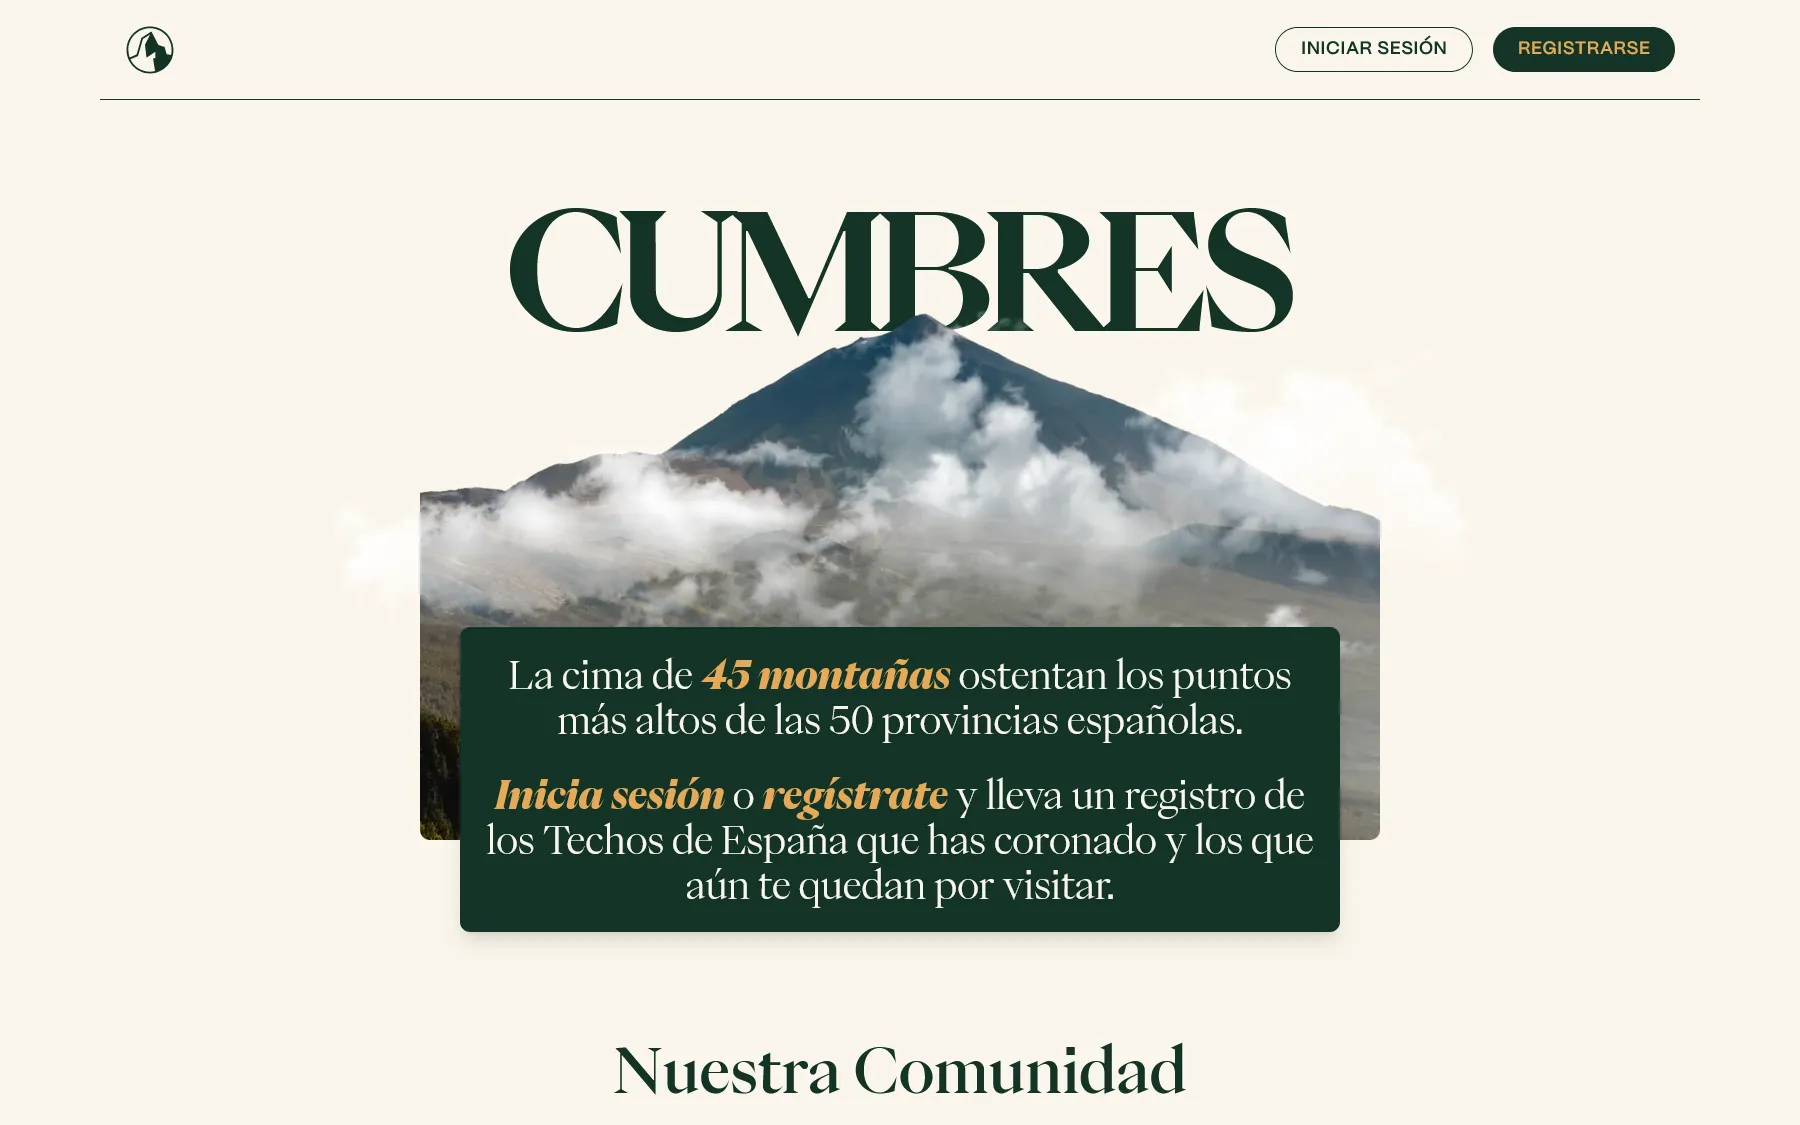 INICIAR SESIÓN
REGISTRARSE
CUMBRES
La cima de 45 montañas ostentan los puntos
más altos de las 50 provincias españolas.
Inicia sesión o regístrate y lleva un registro de
los Techos de España que has coronado y los que
aún te quedan por visitar.
Nuestra Comunidad